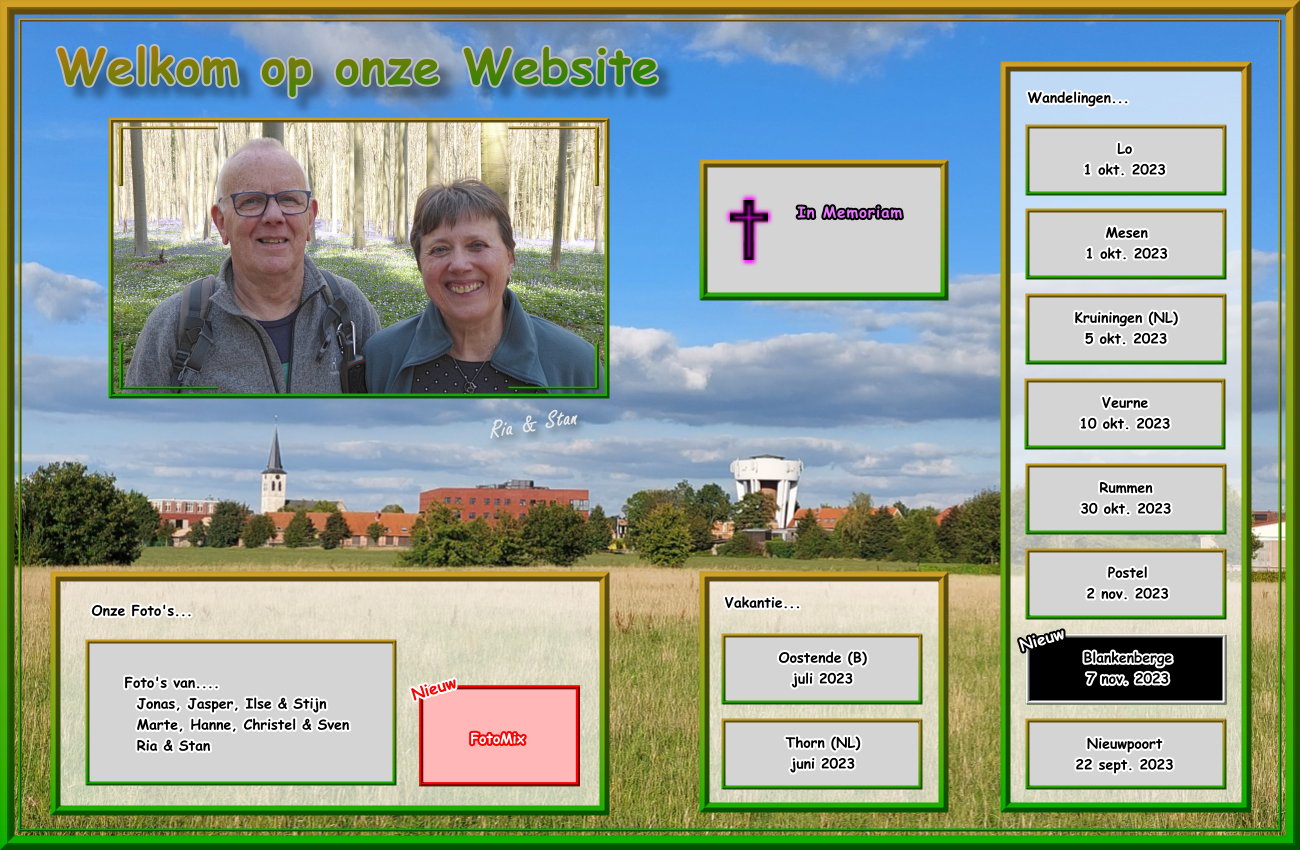 Welkom op onze Website
Ria & Stan
In Memoriam
Onze Foto's...
Foto's van....
Jonas, Jasper, Ilse & Stijn
Marte, Hanne, Christel & Sven
Ria & Stan
Nieuw
FotoMix
Vakantie...
Oostende (B)
juli 2023
Thorn (NL)
juni 2023
Wandelingen...
Lo
1 okt. 2023
Mesen
1 okt. 2023
Kruiningen (NL)
5 okt. 2023
Veurne
10 okt. 2023
Rummen
30 okt. 2023
Postel
2 nov. 2023
Nieuw
Blankenberge
7 nov. 2023
Nieuwpoort
22 sept. 2023